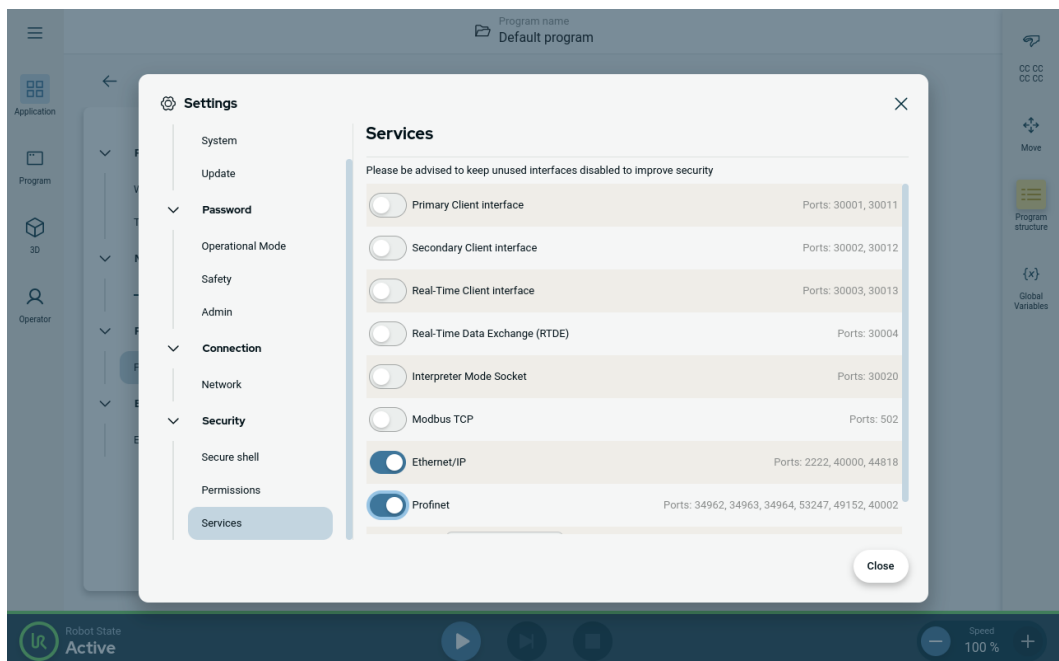 Program name
Default program
Application
Program
3D
Operator
CC CC
CC CC
Move
Program
structure
{x}
Global
Variables
Settings
System
Update
Password
Operational Mode
Safety
Admin
Connection
Network
Security
Secure shell
Permissions
Services
Services
Please be advised to keep unused interfaces disabled to improve security
Primary Client interface Ports: 30001, 30011
Secondary Client interface Ports: 30002, 30012
Real-Time Client interface Ports: 30003, 30013
Real-Time Data Exchange (RTDE) Ports: 30004
Interpreter Mode Socket Ports: 30020
Modbus TCP Ports: 502
Ethernet/IP Ports: 2222, 40000, 44818
Profinet Ports: 34962, 34963, 34964, 53247, 49152, 40002
Close
Robot State
Active
Speed
100 %